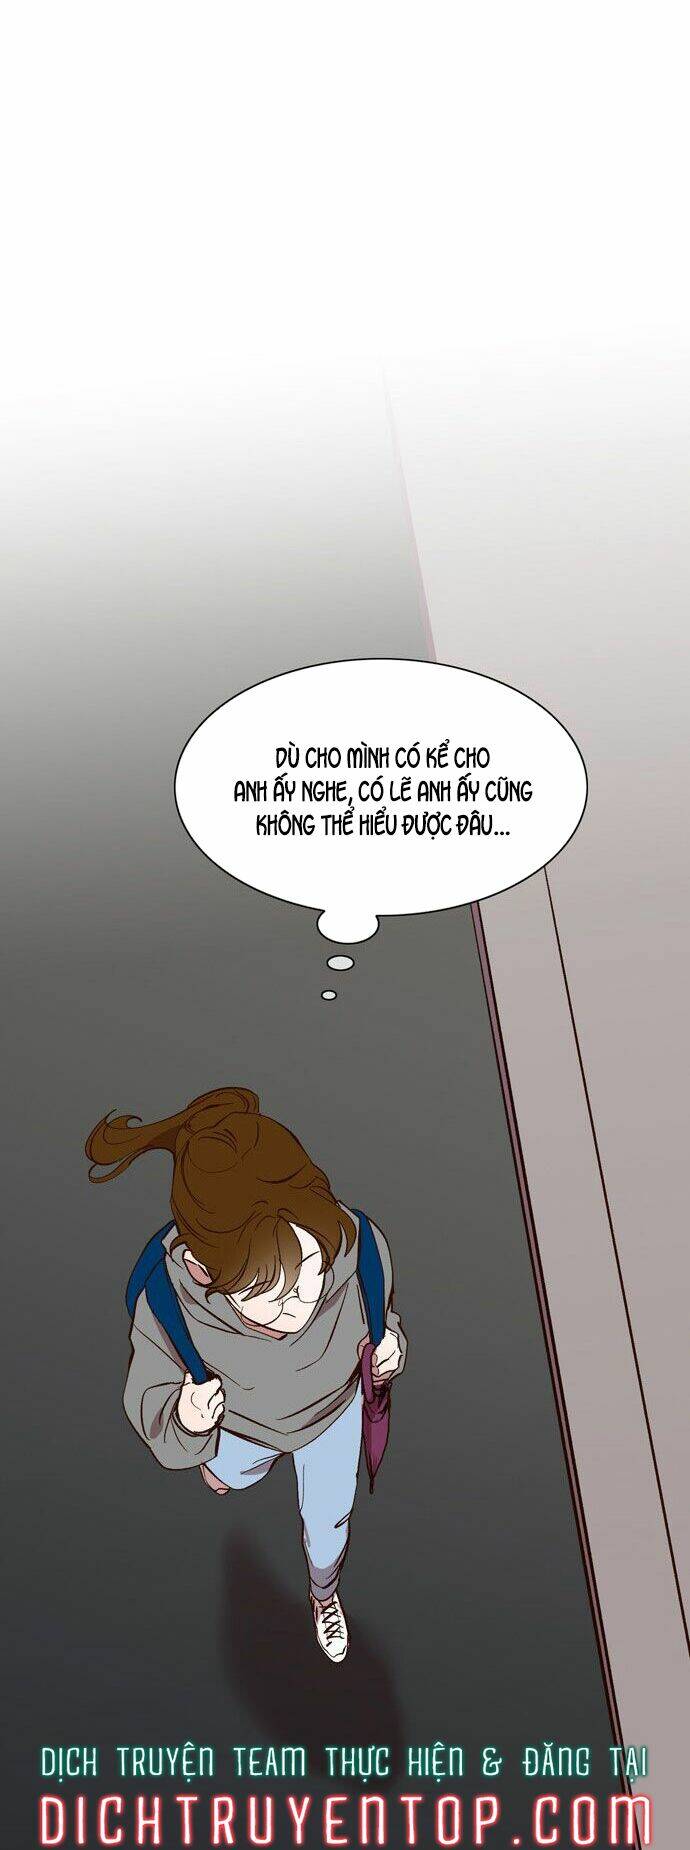 DÙ CHO MÌNH CÓ KỂ CHO
ANH ẤY NGHE, CÓ LẼ ANH ẤY CŨNG
KHÔNG THỂ HIỂU ĐƯỢC ĐÂU...
DỊCH TRUYỆN TEAM THỰC HIỆN & ĐĂNG TẠI
DICHTRUYENTOP.COM